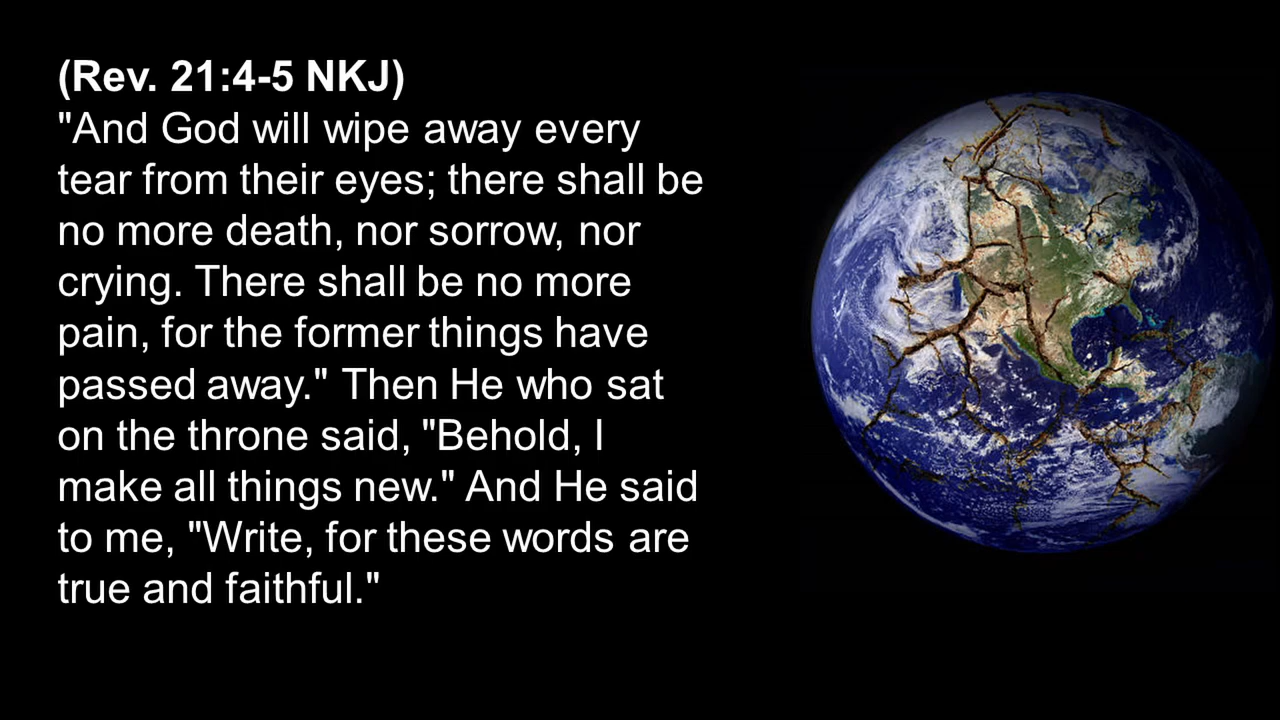 (Rev. 21:4-5 NKJ)
"And God will wipe away every
tear from their eyes; there shall be
no more death, nor sorrow, nor
crying. There shall be no more
pain, for the former things have
passed away." Then He who sat
on the throne said, "Behold, I
make all things new." And He said
to me, "Write, for these words are
true and faithful."